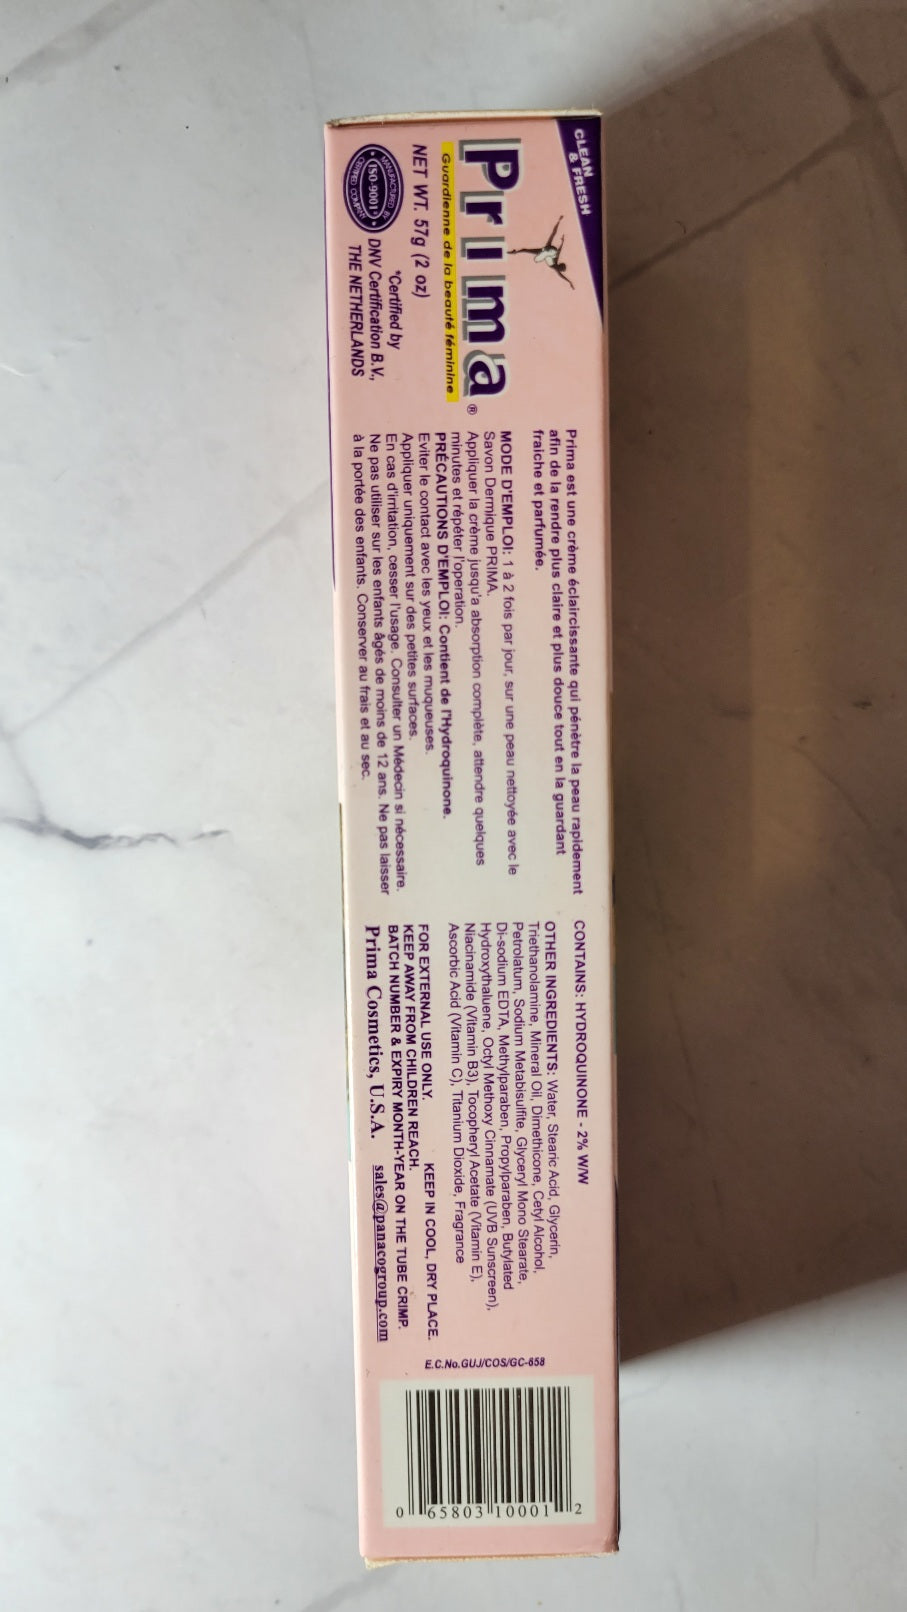 CLEAN
& FRESH
Prima®
Guardienne de la beauté féminine
NET WT. 57g (2 oz)
MANUFACTURED BY
ISO-9001*
CERTIFIED COMPANY
*Certified by
DNV Certification B.V.,
THE NETHERLANDS
Prima est une crème éclaircissante qui pénètre la peau rapidement
afin de la rendre plus claire et plus douce tout en la guardant
fraiche et parfumée.
MODE D'EMPLOI: 1 à 2 fois par jour, sur une peau nettoyée avec le
Savon Dermique PRIMA.
Appliquer la crème jusqu'a absorption complète, attendre quelques
minutes et répéter l'operation.
PRÉCAUTIONS D'EMPLOI: Contient de l'Hydroquinone.
Eviter le contact avec les yeux et les muqueuses.
Appliquer uniquement sur des petites surfaces.
En cas d'irritation, cesser l'usage. Consulter un Médecin si nécessaire.
Ne pas utiliser sur les enfants âgés de moins de 12 ans. Ne pas laisser
à la portée des enfants. Conserver au frais et au sec.
CONTAINS: HYDROQUINONE - 2% W/W
OTHER INGREDIENTS: Water, Stearic Acid, Glycerin,
Triethanolamine, Mineral Oil, Dimethicone, Cetyl Alcohol,
Petrolatum, Sodium Metabisulfite, Glyceryl Mono Stearate,
Di-sodium EDTA, Methylparaben, Propylparaben, Butylated
Hydroxythaluene, Octyl Methoxy Cinnamate (UVB Sunscreen),
Niacinamide (Vitamin B3), Tocopheryl Acetate (Vitamin E),
Ascorbic Acid (Vitamin C), Titanium Dioxide, Fragrance
FOR EXTERNAL USE ONLY. KEEP IN COOL, DRY PLACE.
KEEP AWAY FROM CHILDREN REACH.
BATCH NUMBER & EXPIRY MONTH-YEAR ON THE TUBE CRIMP.
Prima Cosmetics, U.S.A. sales@panacogroup.com
E.C.No.GUJ/COS/GC-658
0 65803 10001 2